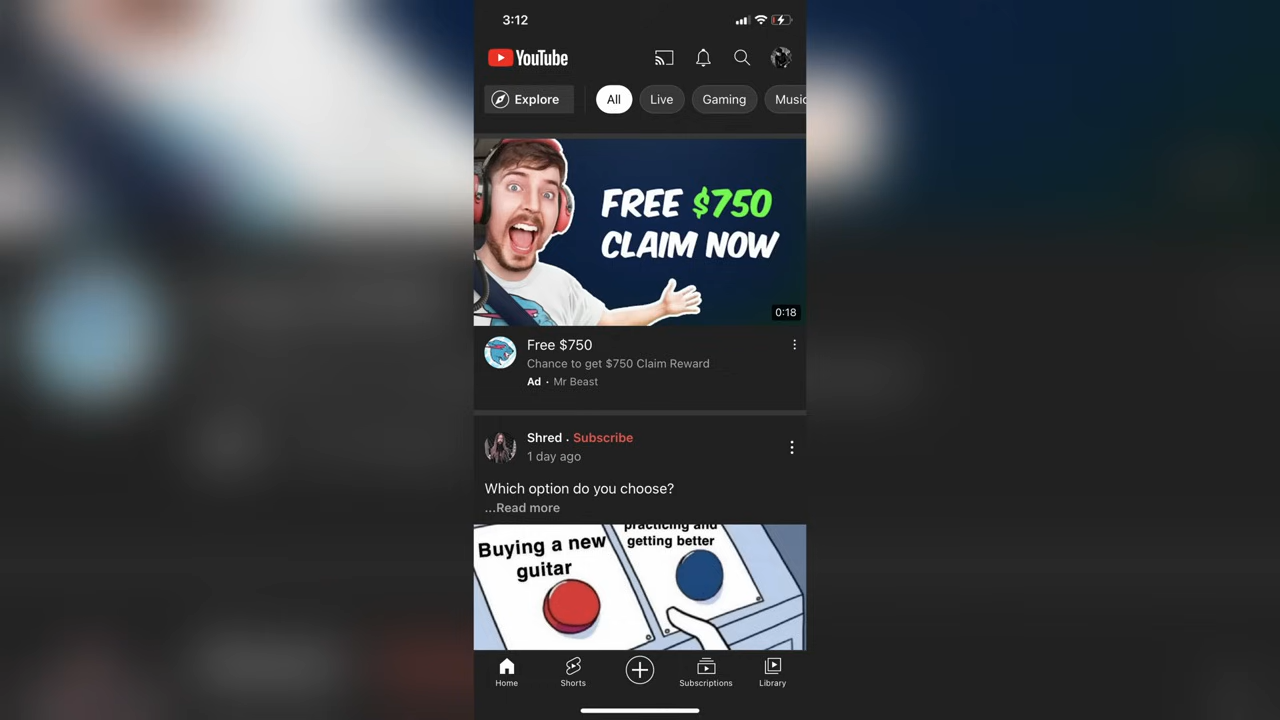 3:12
YouTube
Explore
All
Live
Gaming
Music
FREE $750
CLAIM NOW
0:18
Free $750
Chance to get $750 Claim Reward
Ad · Mr Beast
Shred . Subscribe
1 day ago
Which option do you choose?
...Read more
Buying a new
guitar
practicing and
getting better
Home
Shorts
Subscriptions
Library